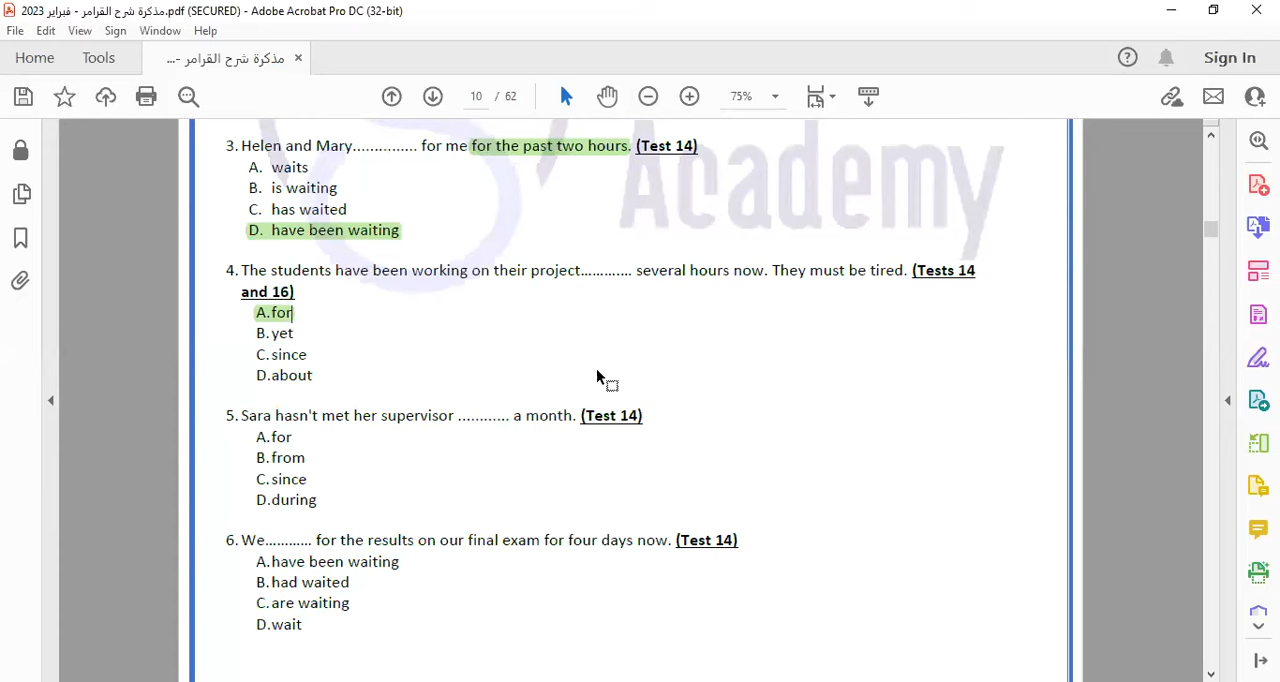 مذكرة شرح القرامر - فبراير 2023.pdf (SECURED) - Adobe Acrobat Pro DC (32-bit)
File Edit View Sign Window Help
Home Tools مذكرة شرح القرامر -... × Sign In
10 / 62 75%
Academy
3. Helen and Mary............... for me for the past two hours. (Test 14)
A. waits
B. is waiting
C. has waited
D. have been waiting
4. The students have been working on their project............. several hours now. They must be tired. (Tests 14
and 16)
A. for
B. yet
C. since
D. about
5. Sara hasn't met her supervisor ............ a month. (Test 14)
A. for
B. from
C. since
D. during
6. We............ for the results on our final exam for four days now. (Test 14)
A. have been waiting
B. had waited
C. are waiting
D. wait